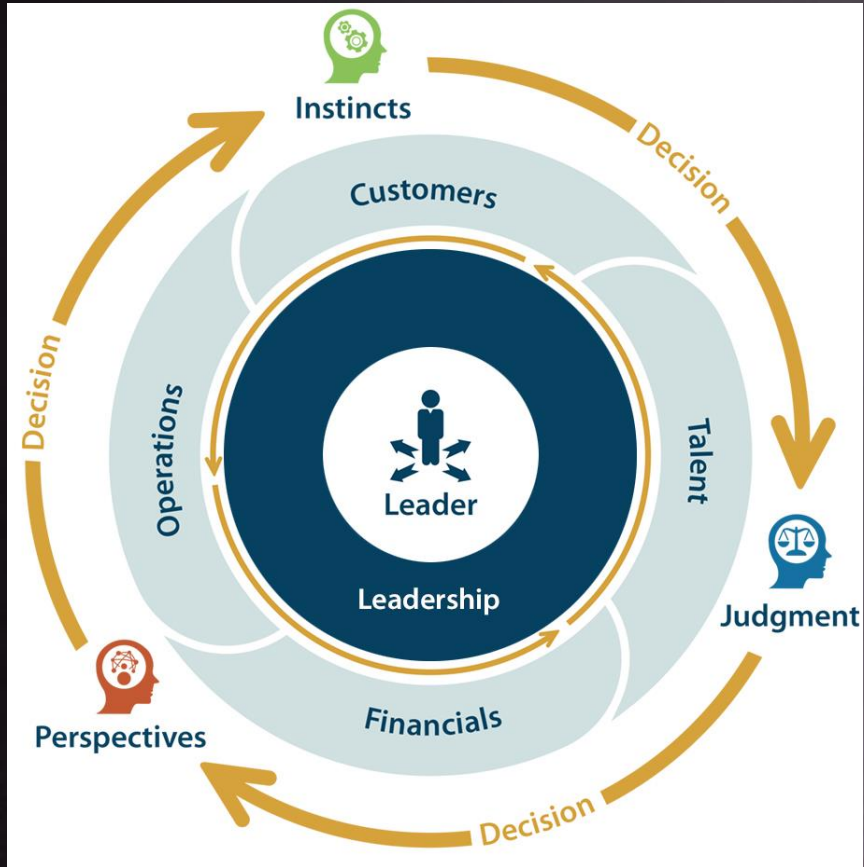 Instincts
Decision
Customers
Decision
Operations
Talent
Leader
Leadership
Judgment
Perspectives
Financials
Decision